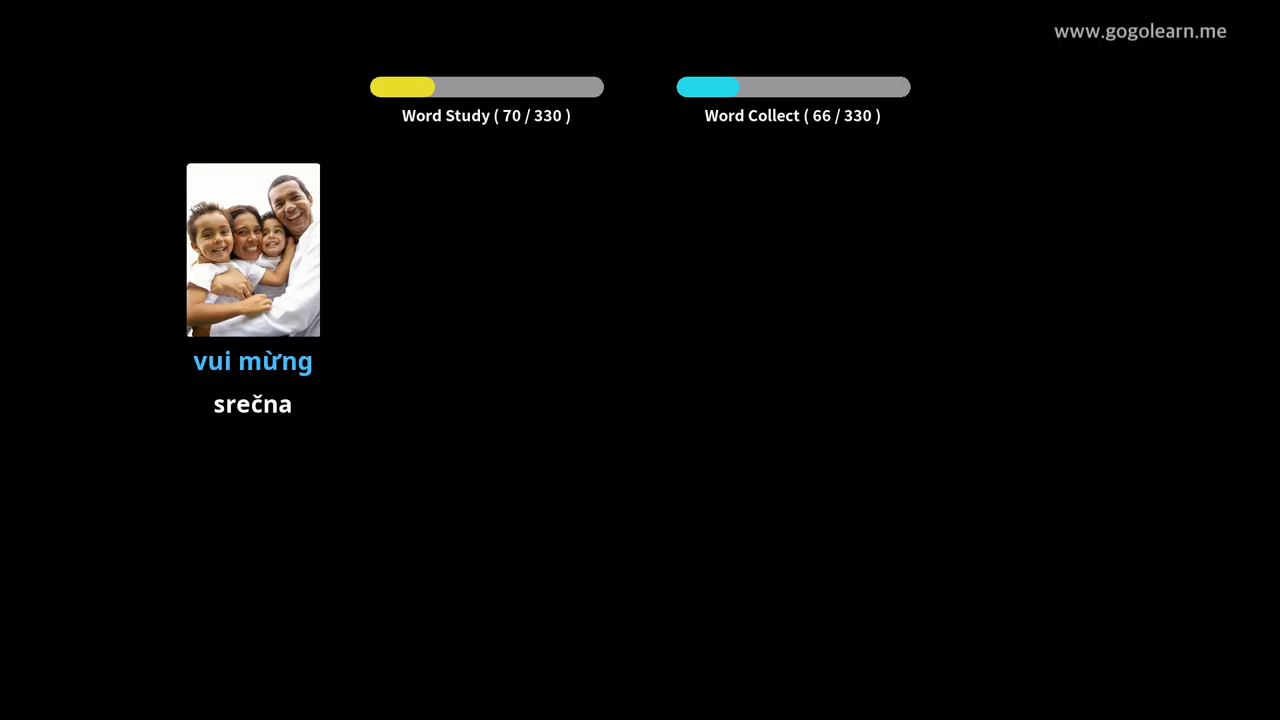 www.gogolearn.me
Word Study ( 70 / 330 )
Word Collect ( 66 / 330 )
vui mừng
srečna